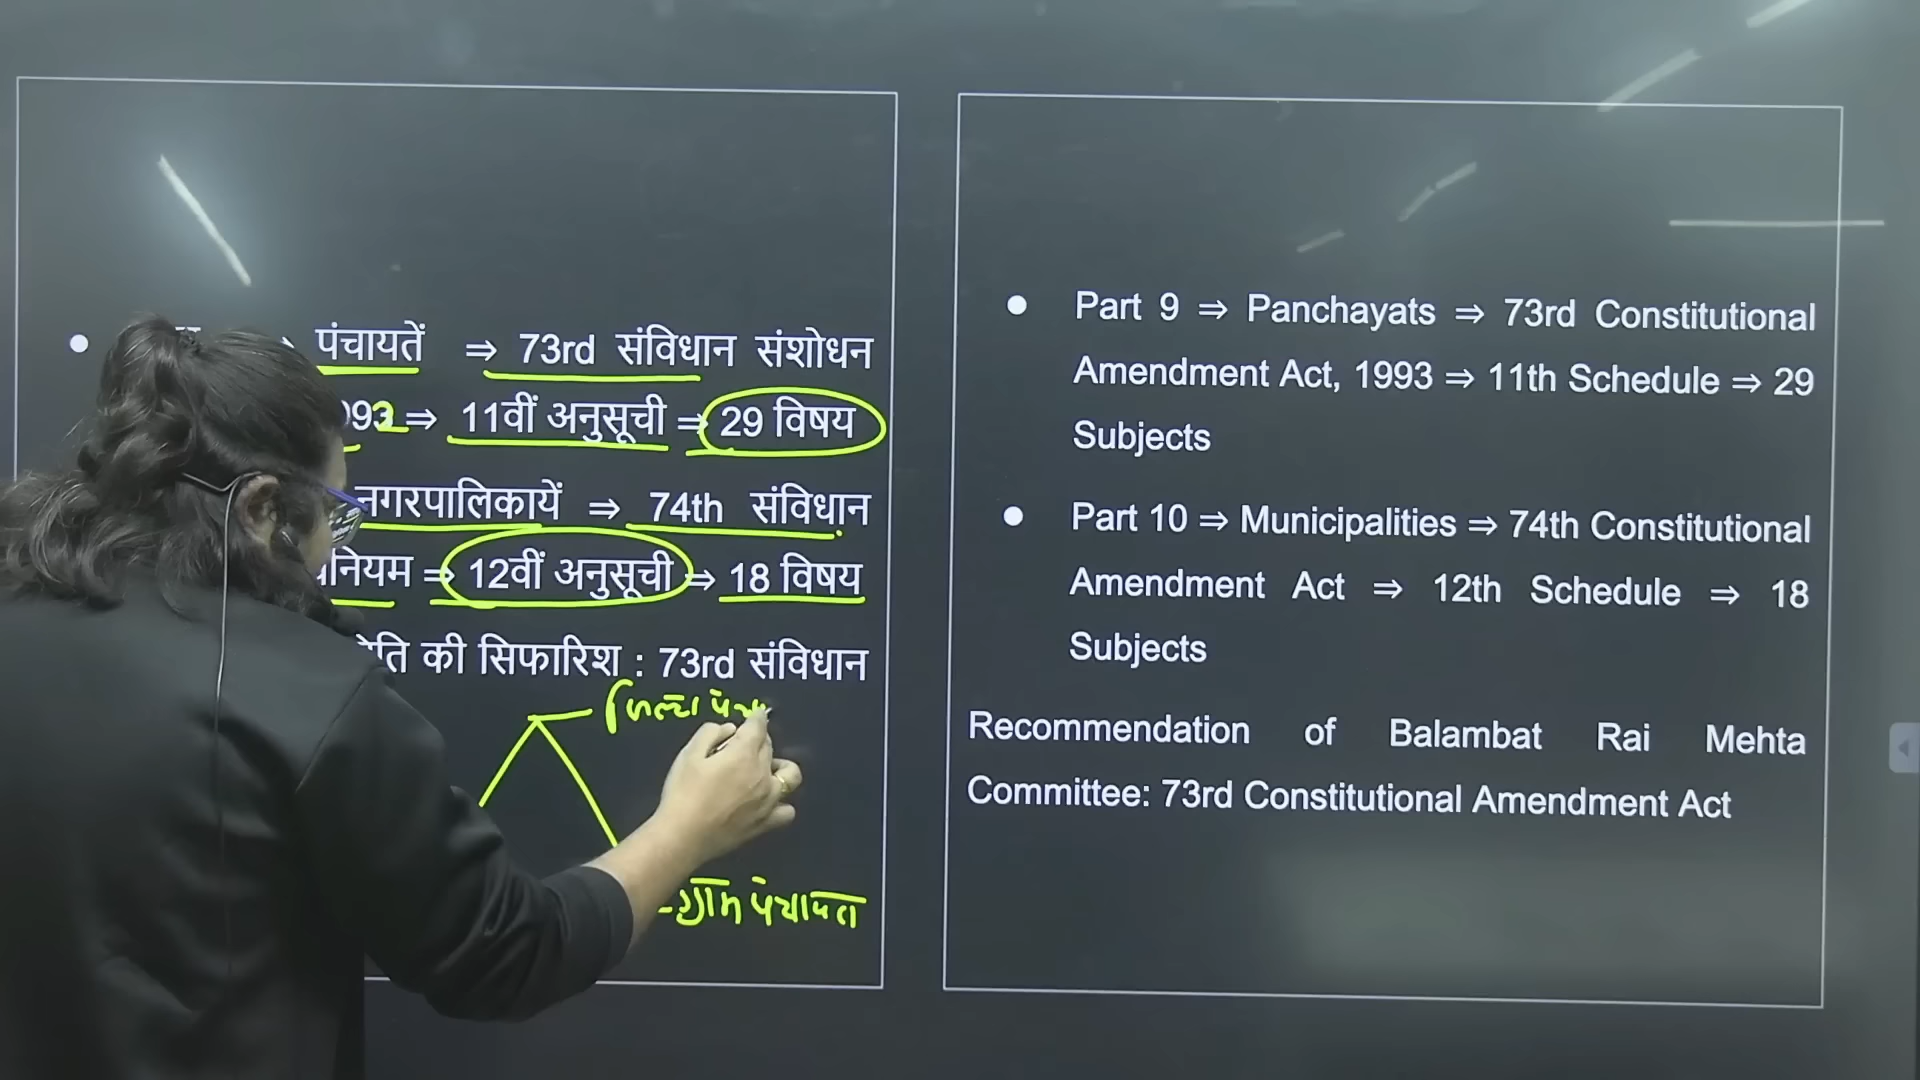 पंचायतें ⇒ 73rd संविधान संशोधन
⇒ 11वीं अनुसूची ⇒ 29 विषय
नगरपालिकायें ⇒ 74th संविधान
⇒ 12वीं अनुसूची ⇒ 18 विषय
की सिफारिश : 73rd संविधान
ग्राम पंचायत
Part 9 ⇒ Panchayats ⇒ 73rd Constitutional
Amendment Act, 1993 ⇒ 11th Schedule ⇒ 29
Subjects
Part 10 ⇒ Municipalities ⇒ 74th Constitutional
Amendment Act ⇒ 12th Schedule ⇒ 18
Subjects
Recommendation of Balambat Rai Mehta
Committee: 73rd Constitutional Amendment Act